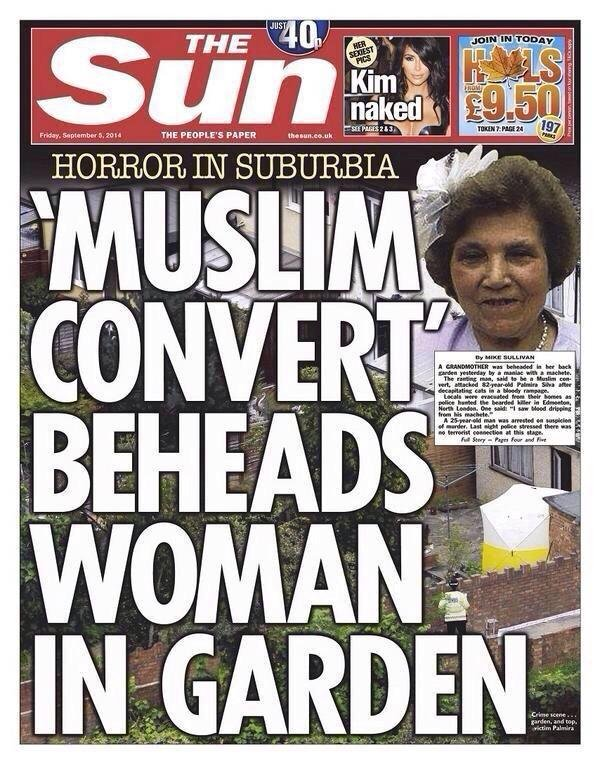 JUST 40p
THE
Sun
Friday, September 5, 2014
THE PEOPLE'S PAPER
thesun.co.uk
HER
SEXIEST
PICS
Kim
naked
SEE PAGES 2 & 3
JOIN IN TODAY
H LS
FROM
£9.50
TOKEN 7: PAGE 24
197
PARKS
HORROR IN SUBURBIA
'MUSLIM
CONVERT'
BEHEADS
WOMAN
IN GARDEN
By MIKE SULLIVAN
A GRANDMOTHER was beheaded in her back
garden yesterday by a maniac with a machete.
The ranting man, said to be a Muslim con-
vert, attacked 82-year-old Palmira Silva after
decapitating cats in a bloody rampage.
Locals were evacuated from their homes as
police hunted the bearded killer in Edmonton,
North London. One said: "I saw blood dripping
from his machete."
A 25-year-old man was arrested on suspicion
of murder. Last night police stressed there was
no terrorist connection at this stage.
Full Story — Pages Four and Five
Crime scene . . .
garden, and top,
victim Palmira